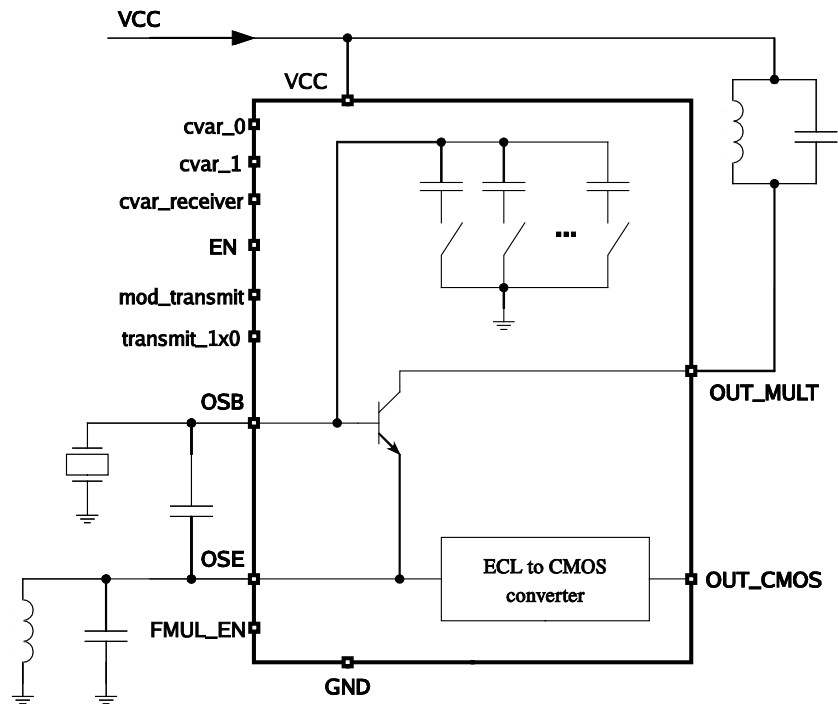 VCC
VCC
cvar_0
cvar_1
cvar_receiver
EN
mod_transmit
transmit_1x0
OSB
OUT_MULT
OSE
ECL to CMOS
converter
OUT_CMOS
FMUL_EN
GND